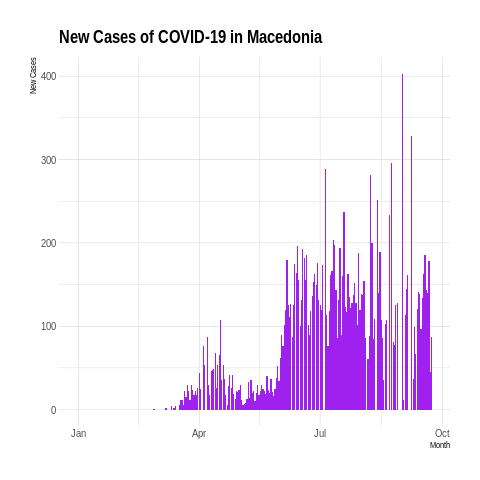 New Cases of COVID-19 in Macedonia
New Cases
400
300
200
100
0
Jan Apr Jul Oct
Month